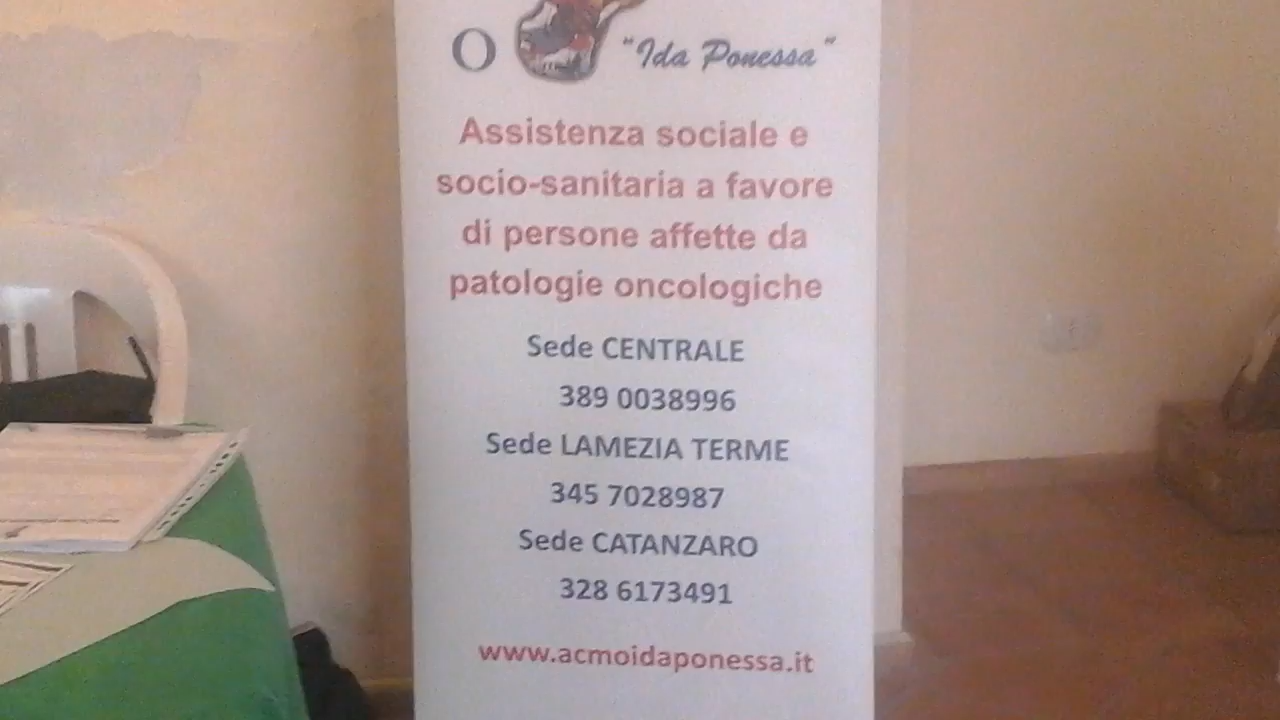 O "Ida Ponessa"
Assistenza sociale e
socio-sanitaria a favore
di persone affette da
patologie oncologiche
Sede CENTRALE
389 0038996
Sede LAMEZIA TERME
345 7028987
Sede CATANZARO
328 6173491
www.acmoidaponessa.it